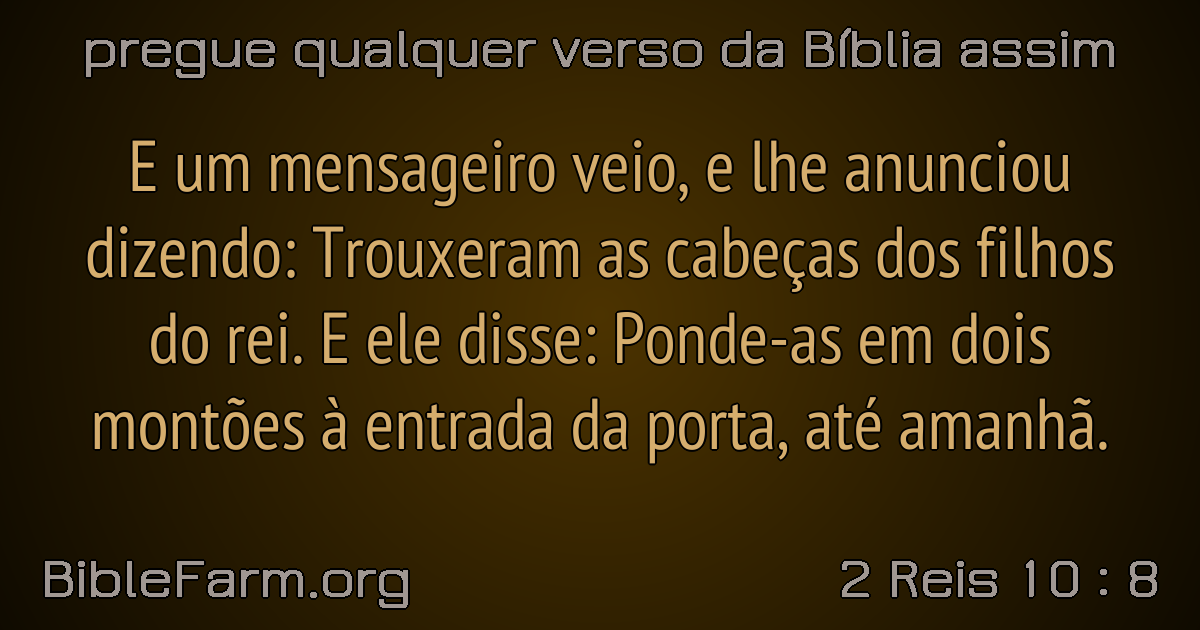 pregue qualquer verso da Bíblia assim
E um mensageiro veio, e lhe anunciou
dizendo: Trouxeram as cabeças dos filhos
do rei. E ele disse: Ponde-as em dois
montões à entrada da porta, até amanhã.
BibleFarm.org
2 Reis 10 : 8